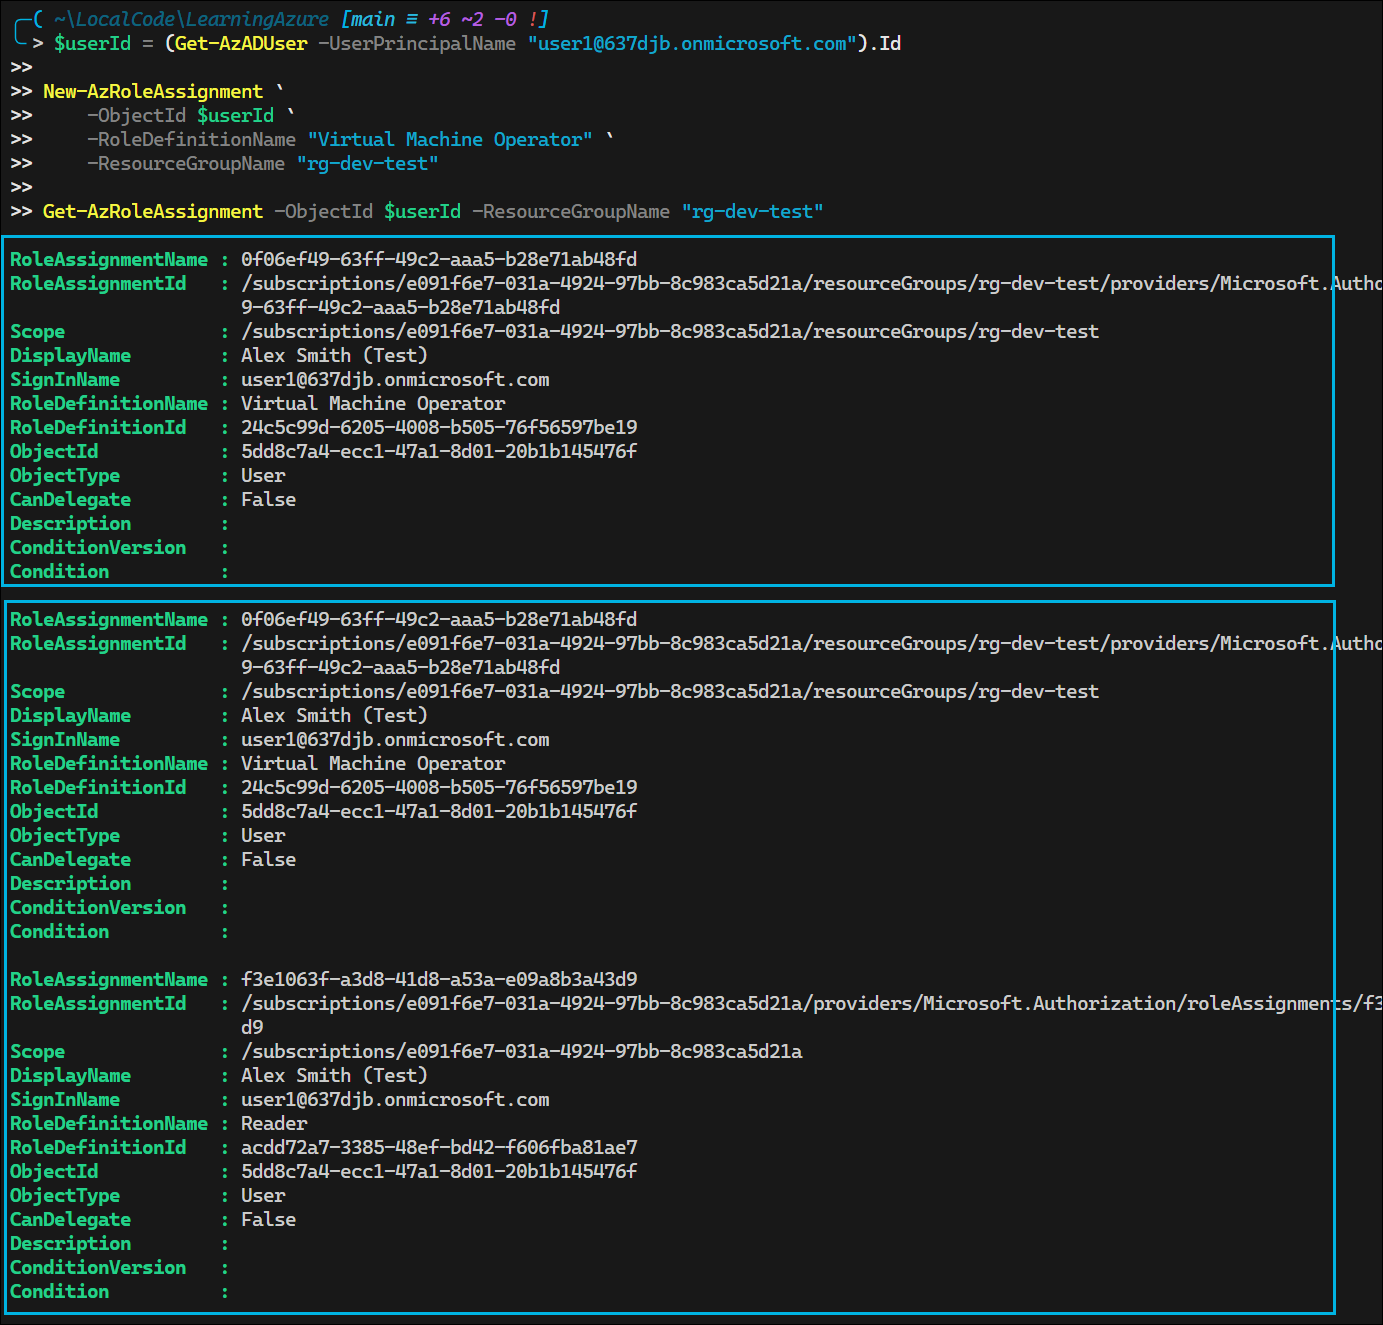 ( ~\LocalCode\LearningAzure [main ≡ +6 ~2 -0 !]
> $userId = (Get-AzADUser -UserPrincipalName "user1@637djb.onmicrosoft.com").Id
>>
>> New-AzRoleAssignment `
>>     -ObjectId $userId `
>>     -RoleDefinitionName "Virtual Machine Operator" `
>>     -ResourceGroupName "rg-dev-test"
>>
>> Get-AzRoleAssignment -ObjectId $userId -ResourceGroupName "rg-dev-test"
RoleAssignmentName : 0f06ef49-63ff-49c2-aaa5-b28e71ab48fd
RoleAssignmentId   : /subscriptions/e091f6e7-031a-4924-97bb-8c983ca5d21a/resourceGroups/rg-dev-test/providers/Microsoft.Autho
9-63ff-49c2-aaa5-b28e71ab48fd
Scope              : /subscriptions/e091f6e7-031a-4924-97bb-8c983ca5d21a/resourceGroups/rg-dev-test
DisplayName        : Alex Smith (Test)
SignInName         : user1@637djb.onmicrosoft.com
RoleDefinitionName : Virtual Machine Operator
RoleDefinitionId   : 24c5c99d-6205-4008-b505-76f56597be19
ObjectId           : 5dd8c7a4-ecc1-47a1-8d01-20b1b145476f
ObjectType         : User
CanDelegate        : False
Description        :
ConditionVersion   :
Condition          :
RoleAssignmentName : 0f06ef49-63ff-49c2-aaa5-b28e71ab48fd
RoleAssignmentId   : /subscriptions/e091f6e7-031a-4924-97bb-8c983ca5d21a/resourceGroups/rg-dev-test/providers/Microsoft.Autho
9-63ff-49c2-aaa5-b28e71ab48fd
Scope              : /subscriptions/e091f6e7-031a-4924-97bb-8c983ca5d21a/resourceGroups/rg-dev-test
DisplayName        : Alex Smith (Test)
SignInName         : user1@637djb.onmicrosoft.com
RoleDefinitionName : Virtual Machine Operator
RoleDefinitionId   : 24c5c99d-6205-4008-b505-76f56597be19
ObjectId           : 5dd8c7a4-ecc1-47a1-8d01-20b1b145476f
ObjectType         : User
CanDelegate        : False
Description        :
ConditionVersion   :
Condition          :
RoleAssignmentName : f3e1063f-a3d8-41d8-a53a-e09a8b3a43d9
RoleAssignmentId   : /subscriptions/e091f6e7-031a-4924-97bb-8c983ca5d21a/providers/Microsoft.Authorization/roleAssignments/f3
d9
Scope              : /subscriptions/e091f6e7-031a-4924-97bb-8c983ca5d21a
DisplayName        : Alex Smith (Test)
SignInName         : user1@637djb.onmicrosoft.com
RoleDefinitionName : Reader
RoleDefinitionId   : acdd72a7-3385-48ef-bd42-f606fba81ae7
ObjectId           : 5dd8c7a4-ecc1-47a1-8d01-20b1b145476f
ObjectType         : User
CanDelegate        : False
Description        :
ConditionVersion   :
Condition          :